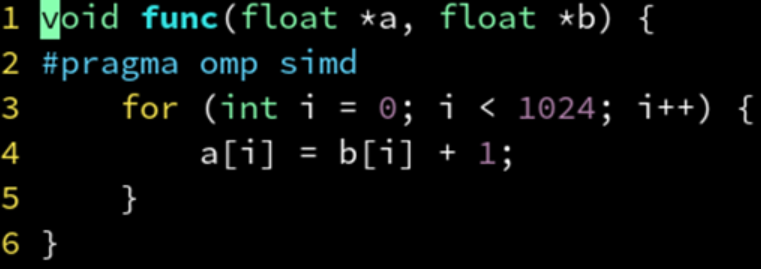 1 void func(float *a, float *b) {
2 #pragma omp simd
3     for (int i = 0; i < 1024; i++) {
4         a[i] = b[i] + 1;
5     }
6 }